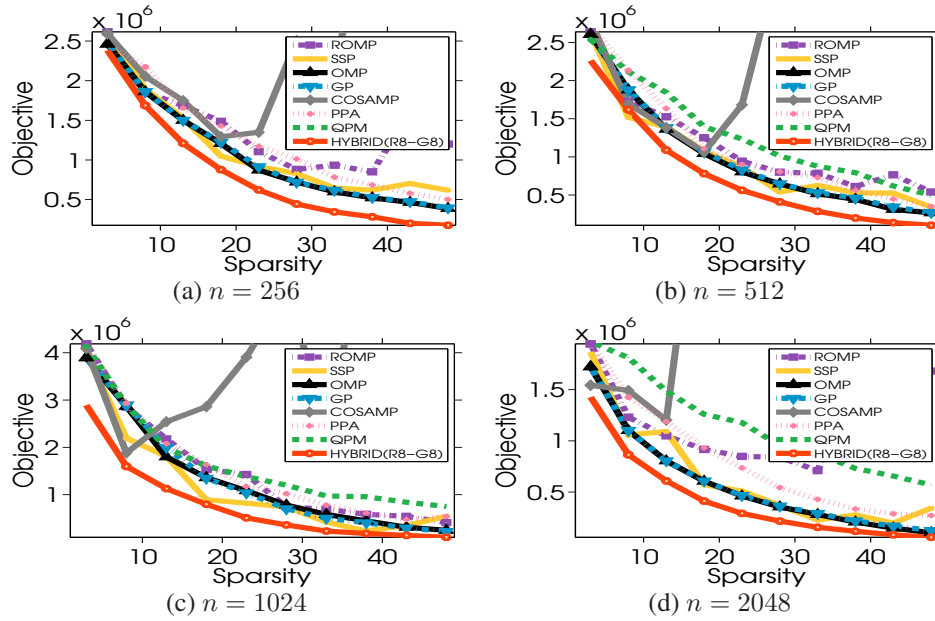 x 10^6
Objective
2.5
2
1.5
1
0.5
10 20 30 40
Sparsity
ROMP
SSP
OMP
GP
COSAMP
PPA
QPM
HYBRID(R8-G8)
(a) n = 256
x 10^6
Objective
2.5
2
1.5
1
0.5
10 20 30 40
Sparsity
ROMP
SSP
OMP
GP
COSAMP
PPA
QPM
HYBRID(R8-G8)
(b) n = 512
x 10^6
Objective
4
3
2
1
10 20 30 40
Sparsity
ROMP
SSP
OMP
GP
COSAMP
PPA
QPM
HYBRID(R8-G8)
(c) n = 1024
x 10^6
Objective
1.5
1
0.5
10 20 30 40
Sparsity
ROMP
SSP
OMP
GP
COSAMP
PPA
QPM
HYBRID(R8-G8)
(d) n = 2048